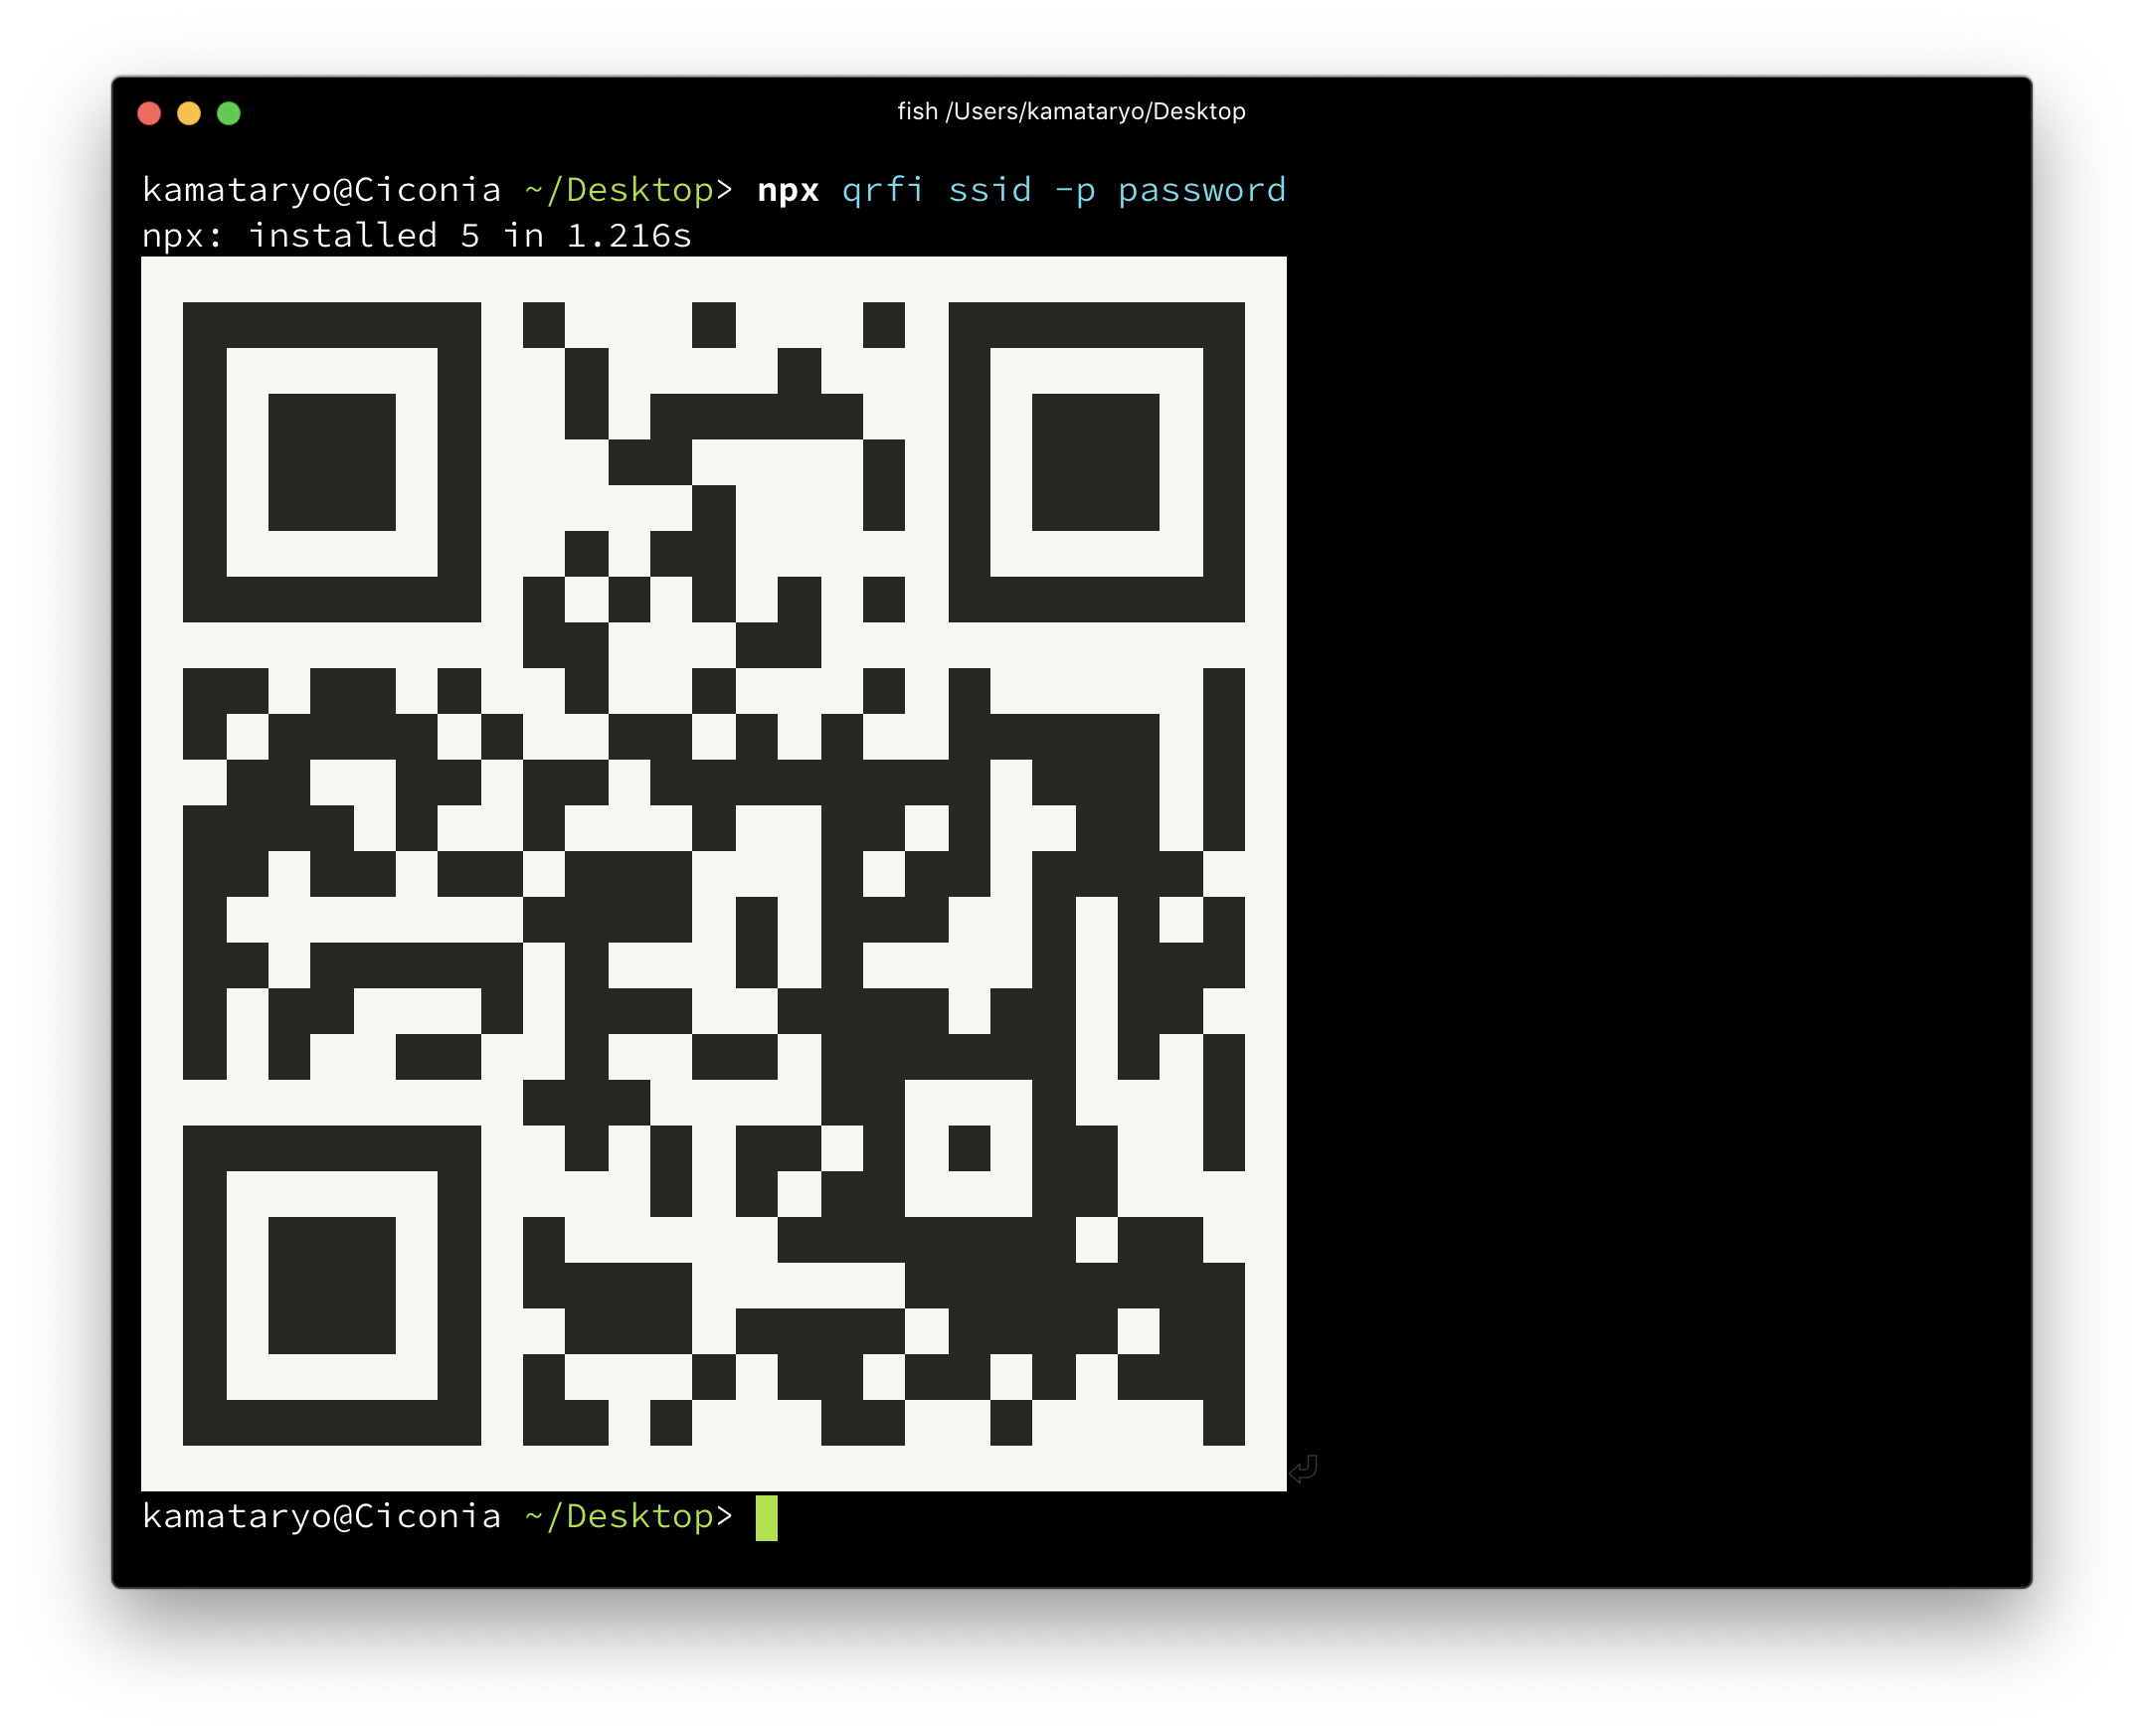 fish /Users/kamataryo/Desktop
kamataryo@Ciconia ~/Desktop> npx qrfi ssid -p password
npx: installed 5 in 1.216s
kamataryo@Ciconia ~/Desktop>